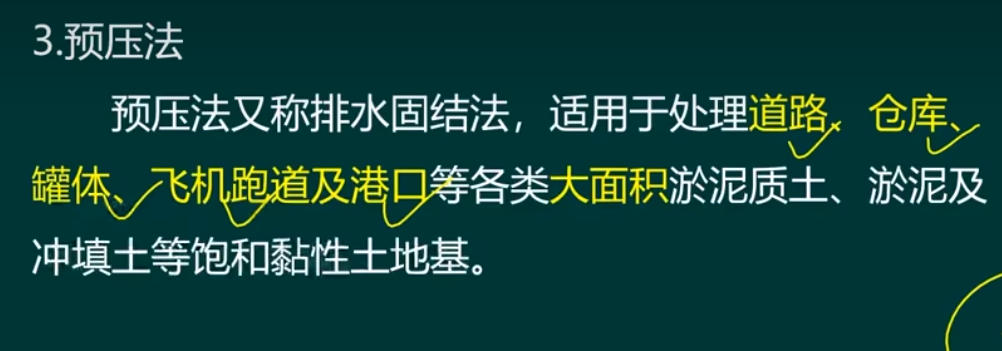 3.预压法
预压法又称排水固结法，适用于处理道路、仓库、
罐体、飞机跑道及港口等各类大面积淤泥质土、淤泥及
冲填土等饱和黏性土地基。